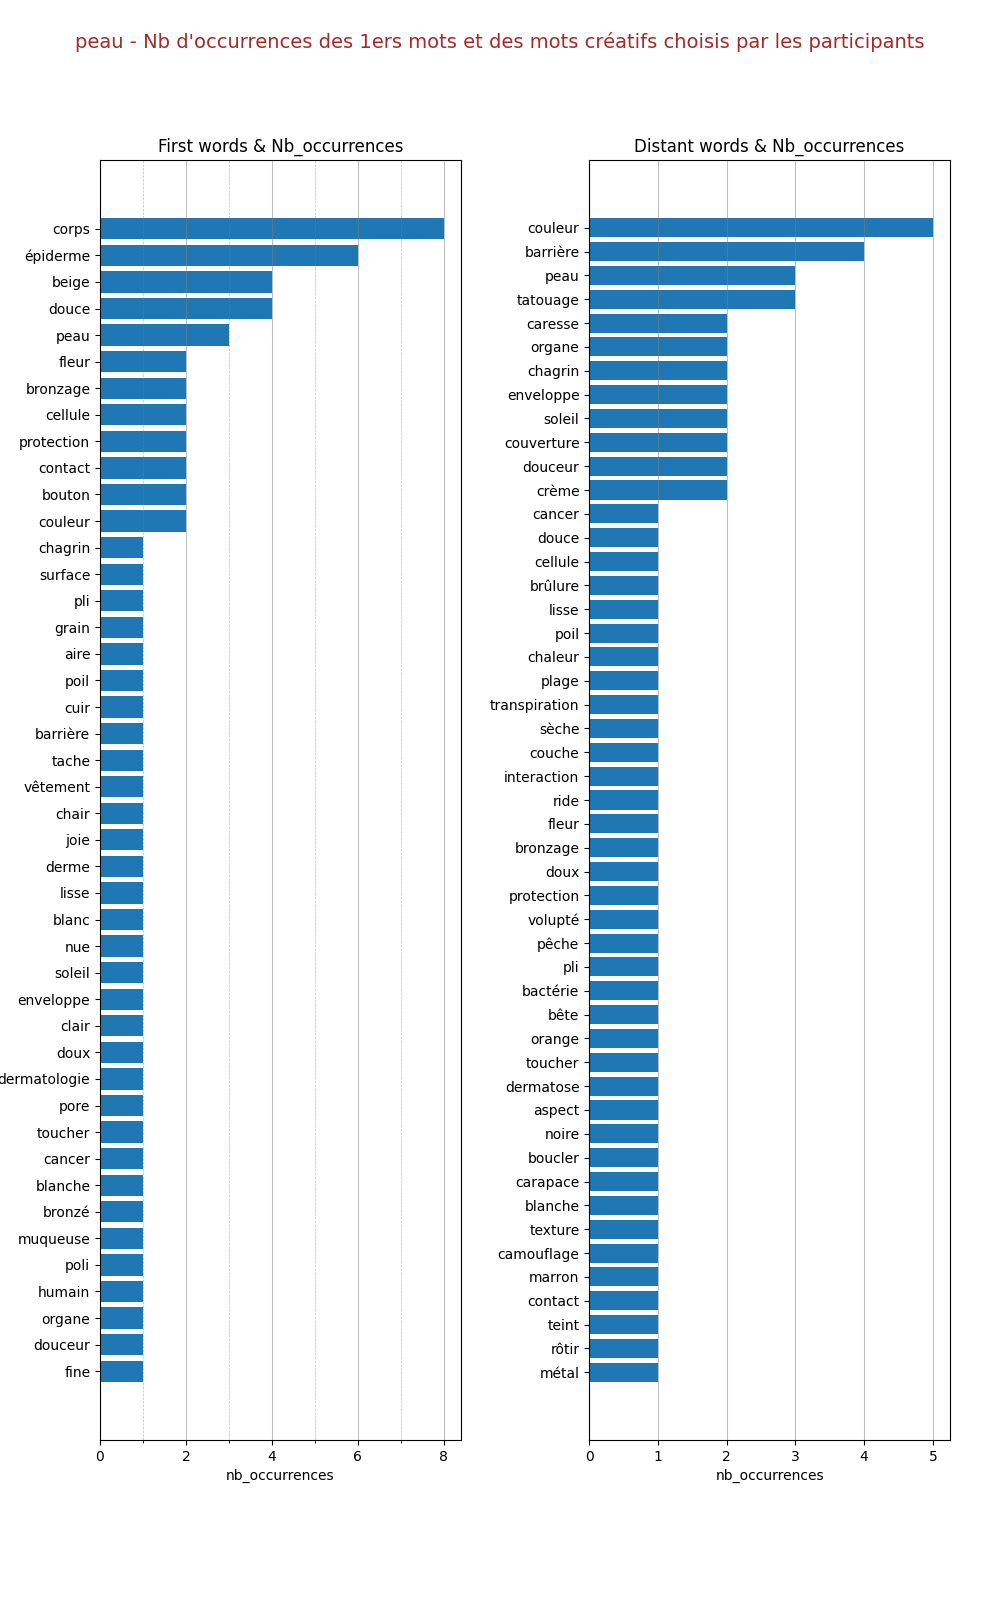 peau - Nb d'occurrences des 1ers mots et des mots créatifs choisis par les participants
First words & Nb_occurrences
corps
épiderme
beige
douce
peau
fleur
bronzage
cellule
protection
contact
bouton
couleur
chagrin
surface
pli
grain
aire
poil
cuir
barrière
tache
vêtement
chair
joie
derme
lisse
blanc
nue
soleil
enveloppe
clair
doux
dermatologie
pore
toucher
cancer
blanche
bronzé
muqueuse
poli
humain
organe
douceur
fine
0 2 4 6 8
nb_occurrences
Distant words & Nb_occurrences
couleur
barrière
peau
tatouage
caresse
organe
chagrin
enveloppe
soleil
couverture
douceur
crème
cancer
douce
cellule
brûlure
lisse
poil
chaleur
plage
transpiration
sèche
couche
interaction
ride
fleur
bronzage
doux
protection
volupté
pêche
pli
bactérie
bête
orange
toucher
dermatose
aspect
noire
boucler
carapace
blanche
texture
camouflage
marron
contact
teint
rôtir
métal
0 1 2 3 4 5
nb_occurrences